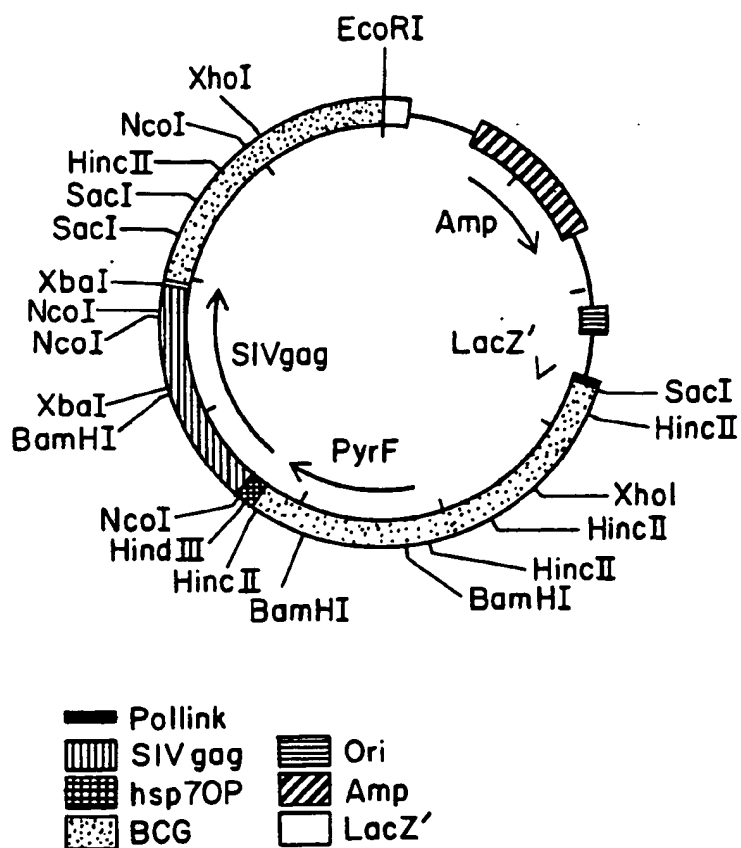 EcoRI
XhoI
NcoI
HincII
SacI
SacI
XbaI
NcoI
NcoI
XbaI
BamHI
NcoI
HindIII
HincII
BamHI
BamHI
HincII
HincII
XhoI
HincII
SacI
Amp
LacZ'
SIVgag
PyrF
Pollink
SIV gag
hsp70P
BCG
Ori
Amp
LacZ'